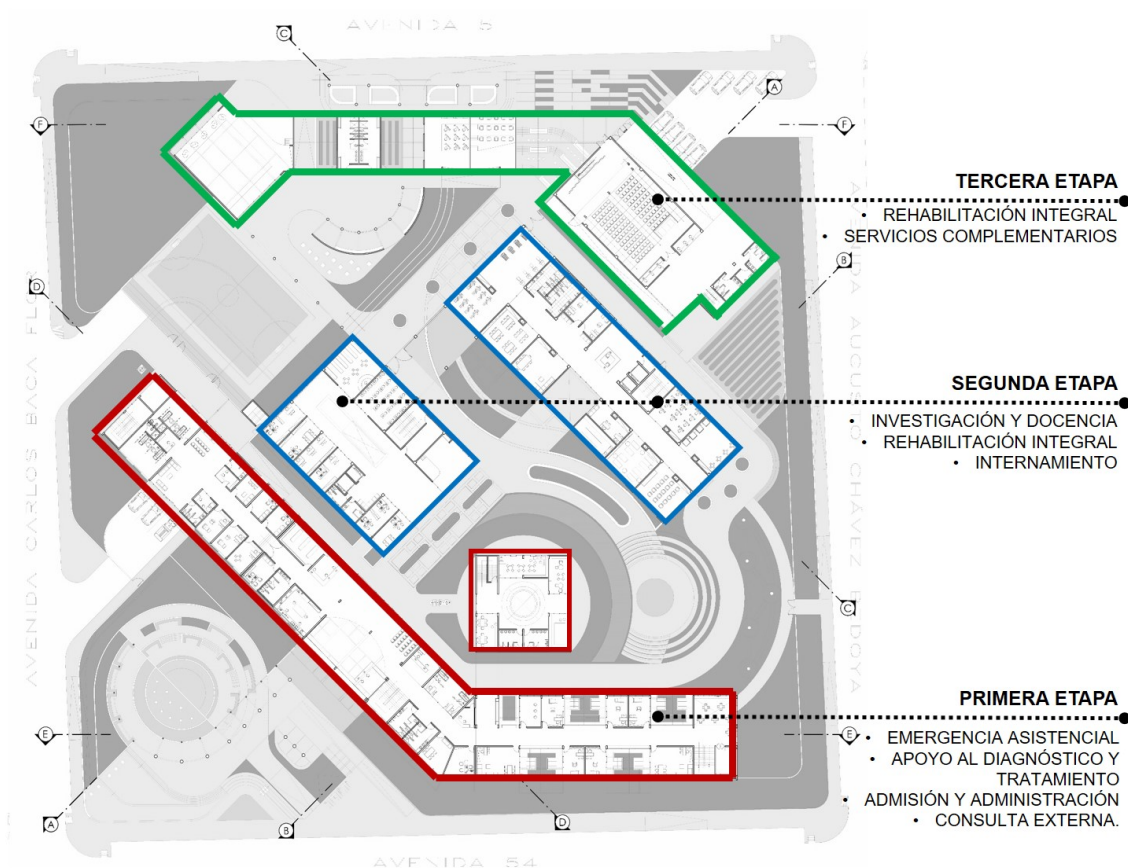 AVENIDA 5
C
A
F
F
TERCERA ETAPA
• REHABILITACIÓN INTEGRAL
• SERVICIOS COMPLEMENTARIOS
B
D
SEGUNDA ETAPA
• INVESTIGACIÓN Y DOCENCIA
• REHABILITACIÓN INTEGRAL
• INTERNAMIENTO
AVENIDA CARLOS BACA
CHAVEZ
C
PRIMERA ETAPA
E
E
• EMERGENCIA ASISTENCIAL
• APOYO AL DIAGNÓSTICO Y
TRATAMIENTO
• ADMISIÓN Y ADMINISTRACIÓN
• CONSULTA EXTERNA.
A
B
D
AVENIDA 54